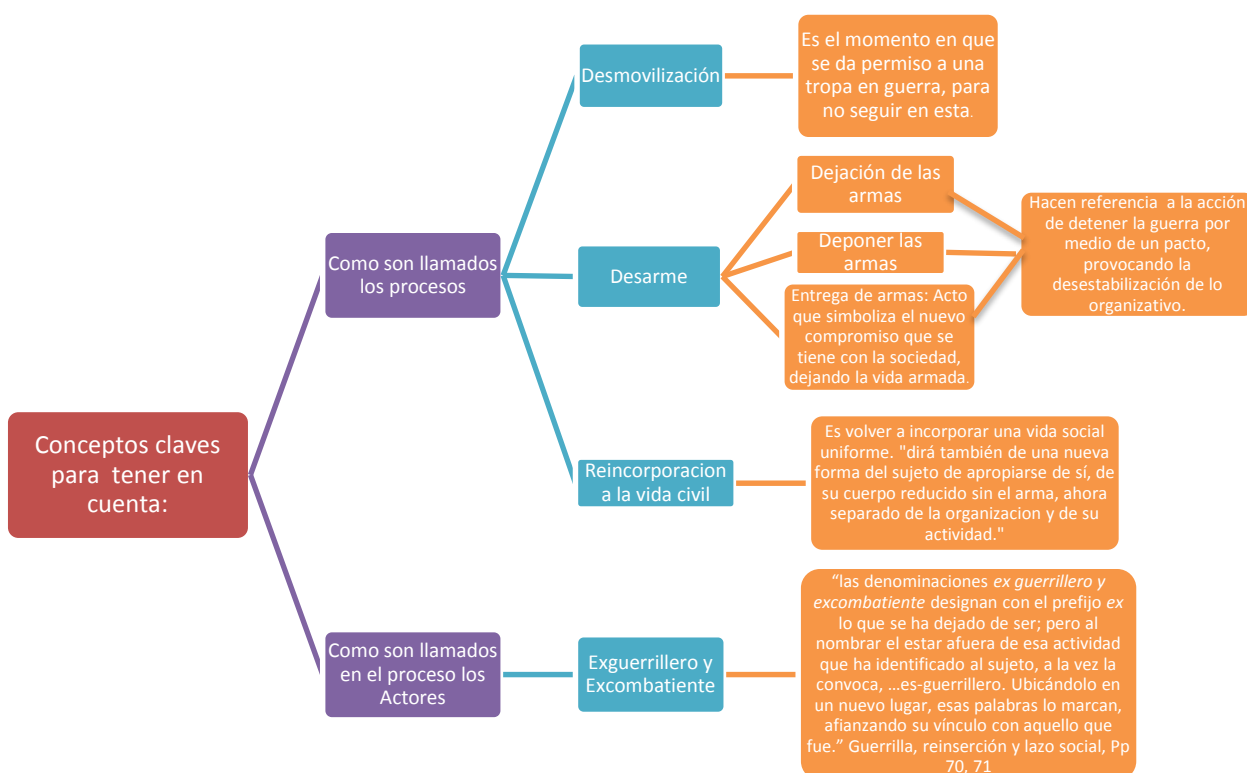 Conceptos claves
para tener en
cuenta:
Como son llamados
los procesos
Desmovilización
Es el momento en que
se da permiso a una
tropa en guerra, para
no seguir en esta.
Desarme
Dejación de las
armas
Deponer las
armas
Entrega de armas: Acto
que simboliza el nuevo
compromiso que se
tiene con la sociedad,
dejando la vida armada.
Hacen referencia a la acción
de detener la guerra por
medio de un pacto,
provocando la
desestabilización de lo
organizativo.
Reincorporacion
a la vida civil
Es volver a incorporar una vida social
uniforme. "dirá también de una nueva
forma del sujeto de apropiarse de sí, de
su cuerpo reducido sin el arma, ahora
separado de la organizacion y de su
actividad."
Como son llamados
en el proceso los
Actores
Exguerrillero y
Excombatiente
“las denominaciones ex guerrillero y
excombatiente designan con el prefijo ex
lo que se ha dejado de ser; pero al
nombrar el estar afuera de esa actividad
que ha identificado al sujeto, a la vez la
convoca, ...es-guerrillero. Ubicándolo en
un nuevo lugar, esas palabras lo marcan,
afianzando su vínculo con aquello que
fue.” Guerrilla, reinserción y lazo social, Pp
70, 71